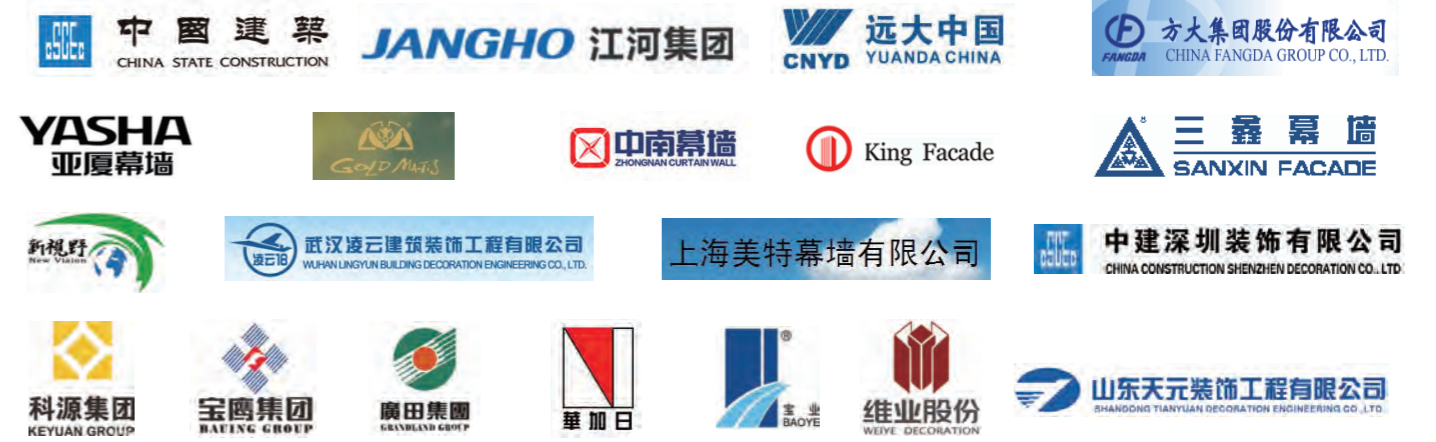 CSCEC
中國建築
CHINA STATE CONSTRUCTION
JANGHO 江河集团
CNYD
远大中国
YUANDA CHINA
FANGDA
方大集团股份有限公司
CHINA FANGDA GROUP CO., LTD.
YASHA
亚厦幕墙
GOLD MANTIS
中南幕墙
ZHONGNAN CURTAIN WALL
King Facade
三鑫幕墙
SANXIN FACADE
新視野
New Vision
凌云
武汉凌云建筑装饰工程有限公司
WUHAN LINGYUN BUILDING DECORATION ENGINEERING CO., LTD.
上海美特幕墙有限公司
CSCEC
中建深圳装饰有限公司
CHINA CONSTRUCTION SHENZHEN DECORATION CO., LTD
科源集团
KEYUAN GROUP
宝鹰集团
BAUING GROUP
廣田集團
GRANDLAND GROUP
華加日
®
宝业
BAOYE
维业股份
WEIYE DECORATION
山东天元装饰工程有限公司
SHANDONG TIANYUAN DECORATION ENGINEERING CO.,LTD.